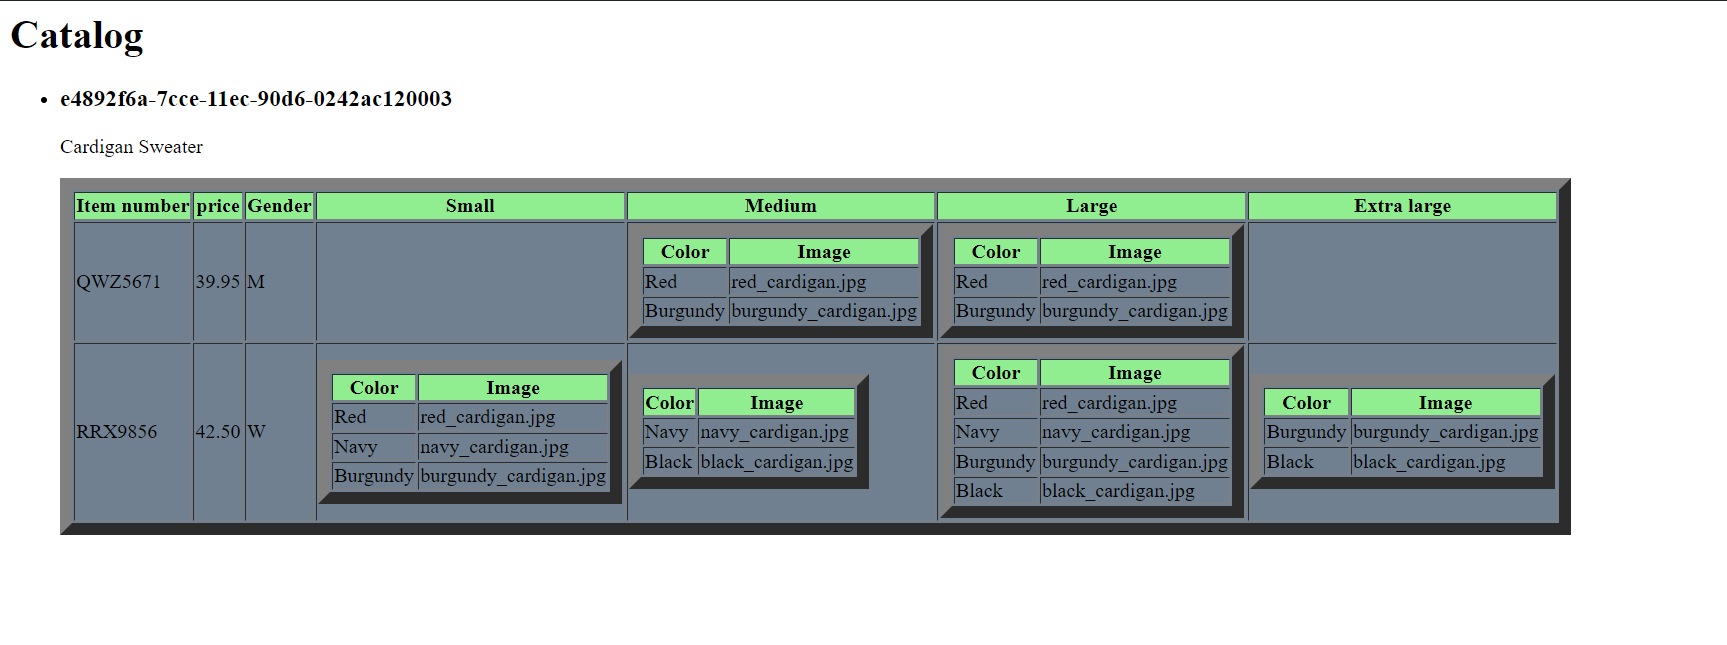 Catalog
e4892f6a-7cce-11ec-90d6-0242ac120003
Cardigan Sweater
Item number price Gender Small Medium Large Extra large
QWZ5671 39.95 M
Color Image
Red red_cardigan.jpg
Burgundy burgundy_cardigan.jpg
Color Image
Red red_cardigan.jpg
Burgundy burgundy_cardigan.jpg
RRX9856 42.50 W
Color Image
Red red_cardigan.jpg
Navy navy_cardigan.jpg
Burgundy burgundy_cardigan.jpg
Color Image
Navy navy_cardigan.jpg
Black black_cardigan.jpg
Color Image
Red red_cardigan.jpg
Navy navy_cardigan.jpg
Burgundy burgundy_cardigan.jpg
Black black_cardigan.jpg
Color Image
Burgundy burgundy_cardigan.jpg
Black black_cardigan.jpg